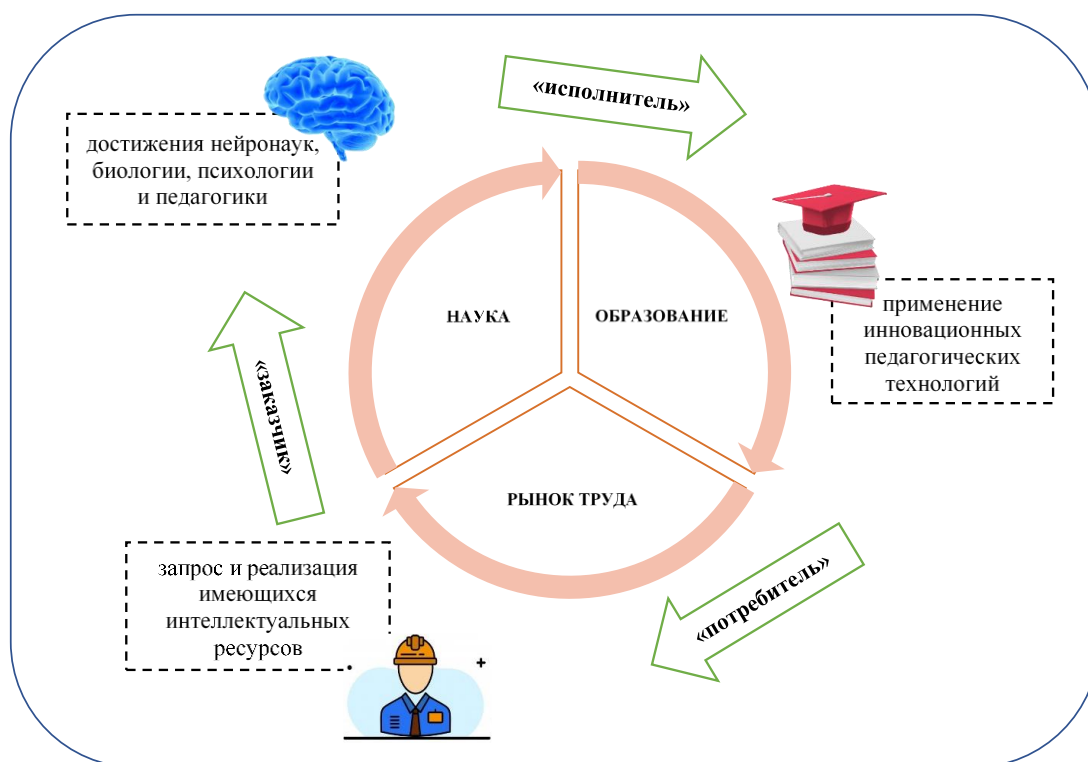 «исполнитель»
достижения нейронаук,
биологии, психологии
и педагогики
НАУКА
ОБРАЗОВАНИЕ
применение
инновационных
педагогических
технологий
«заказчик»
РЫНОК ТРУДА
запрос и реализация
имеющихся
интеллектуальных
ресурсов
«потребитель»